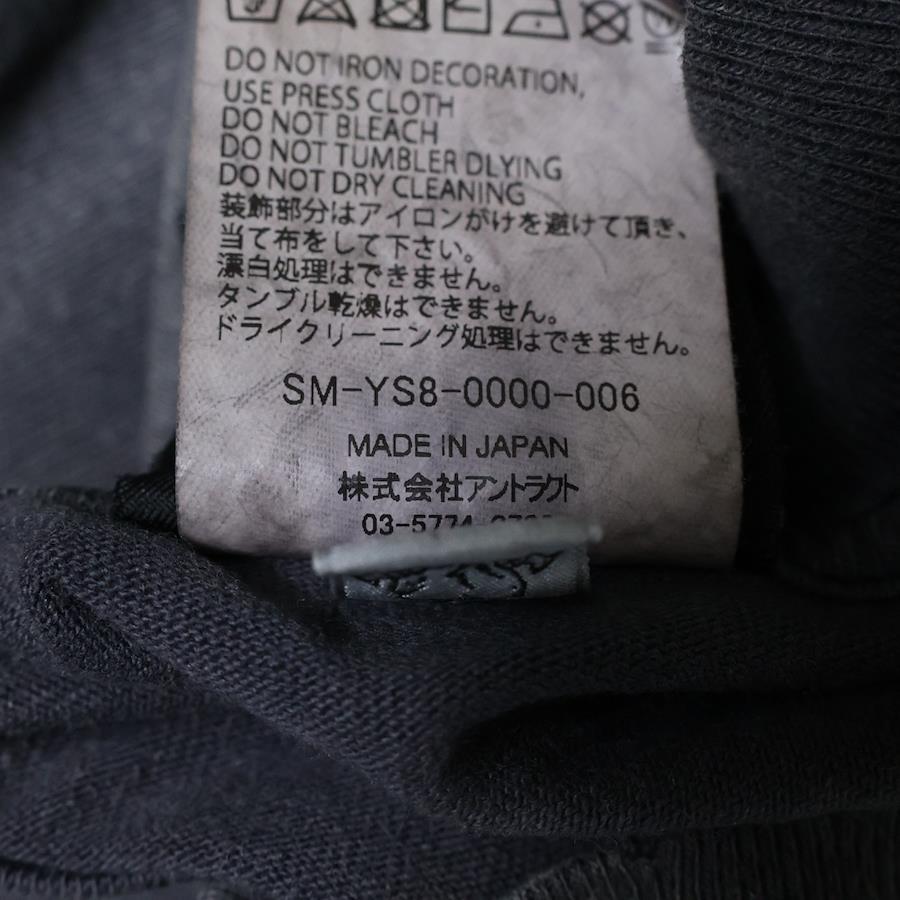 DO NOT IRON DECORATION,
USE PRESS CLOTH
DO NOT BLEACH
DO NOT TUMBLER DLYING
DO NOT DRY CLEANING
装飾部分はアイロンがけを避けて頂き、
当て布をして下さい。
漂白処理はできません。
タンブル乾燥はできません。
ドライクリーニング処理はできません。
SM-YS8-0000-006
MADE IN JAPAN
株式会社アントラクト
03-5774-